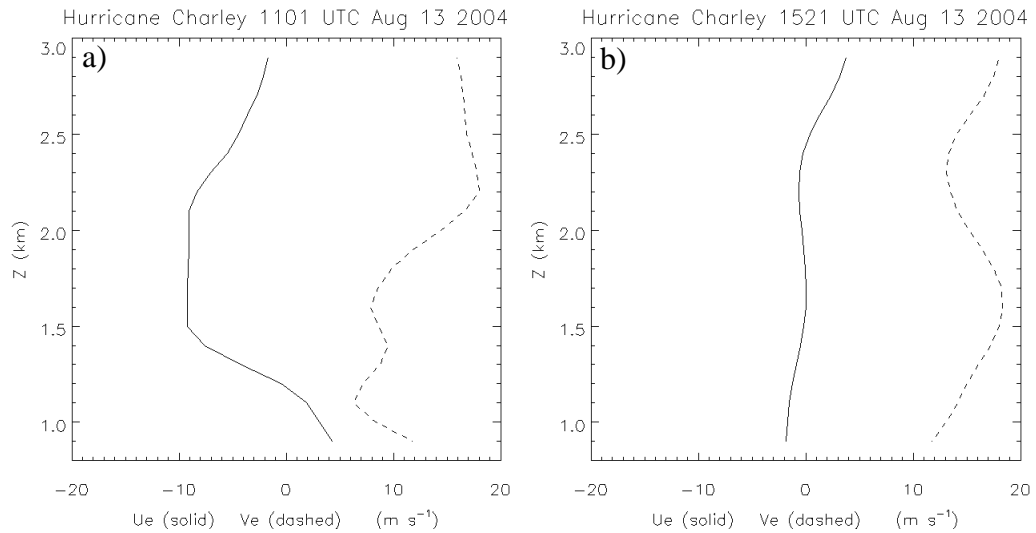 Hurricane Charley 1101 UTC Aug 13 2004
a)
3.0
2.5
2.0
1.5
1.0
Z (km)
-20 -10 0 10 20
Ue (solid) Ve (dashed) (m s⁻¹)
Hurricane Charley 1521 UTC Aug 13 2004
b)
3.0
2.5
2.0
1.5
1.0
Z (km)
-20 -10 0 10 20
Ue (solid) Ve (dashed) (m s⁻¹)